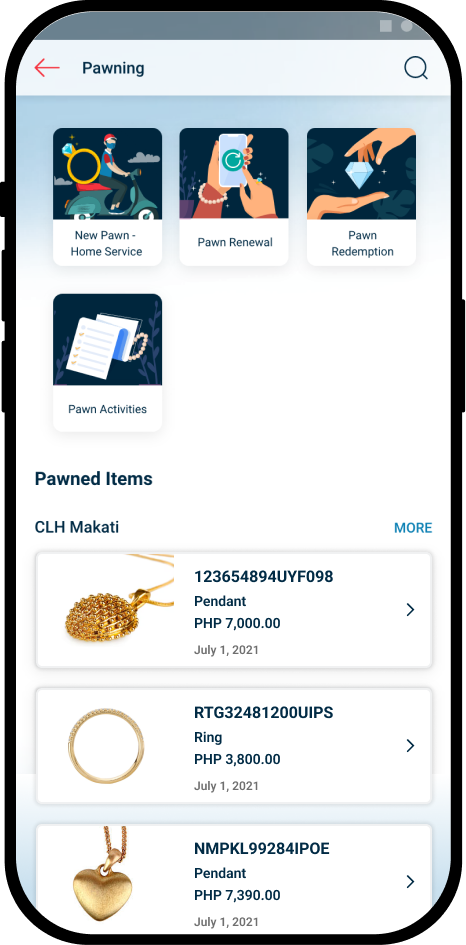 Pawning
New Pawn -
Home Service
Pawn Renewal
Pawn
Redemption
Pawn Activities
Pawned Items
CLH Makati
MORE
123654894UYF098
Pendant
PHP 7,000.00
July 1, 2021
RTG32481200UIPS
Ring
PHP 3,800.00
July 1, 2021
NMPKL99284IPOE
Pendant
PHP 7,390.00
July 1, 2021